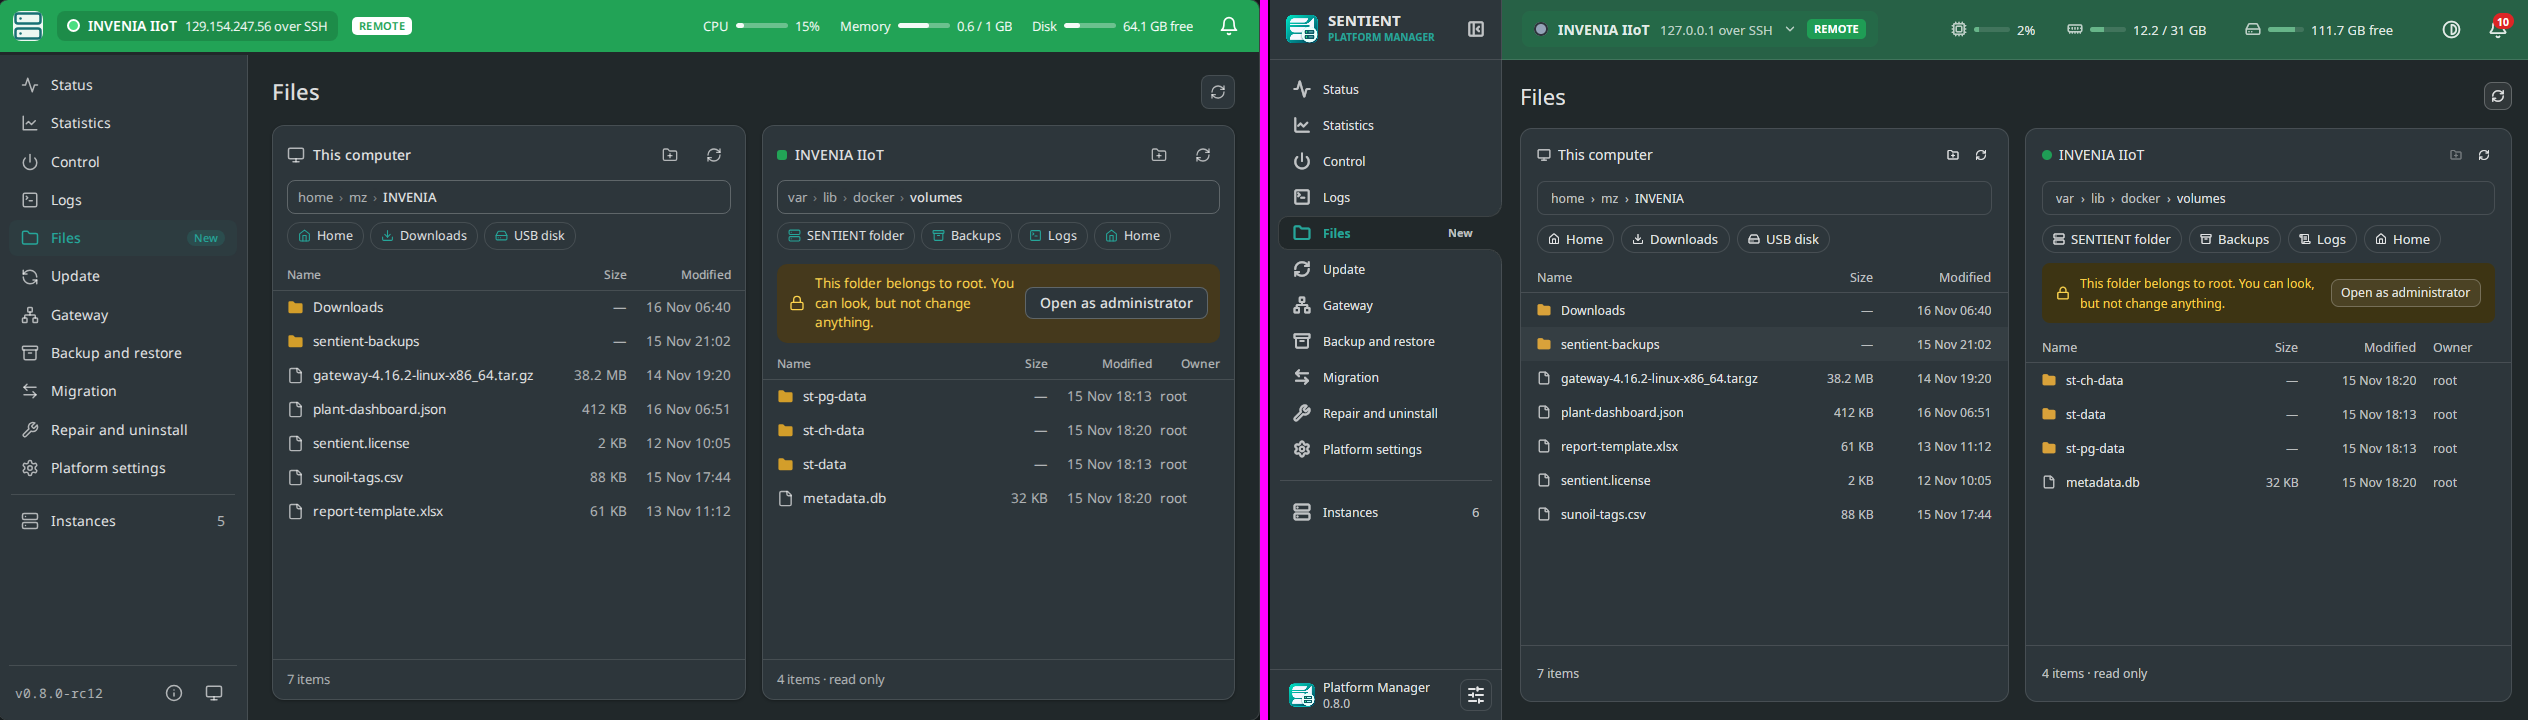 INVENIA IIoT 129.154.247.56 over SSH REMOTE CPU 15% Memory 0.6 / 1 GB Disk 64.1 GB free
Status
Statistics
Control
Logs
Files New
Update
Gateway
Backup and restore
Migration
Repair and uninstall
Platform settings
Instances 5
v0.8.0-rc12
Files
This computer
home › mz › INVENIA
Home Downloads USB disk
Name Size Modified
Downloads — 16 Nov 06:40
sentient-backups — 15 Nov 21:02
gateway-4.16.2-linux-x86_64.tar.gz 38.2 MB 14 Nov 19:20
plant-dashboard.json 412 KB 16 Nov 06:51
sentient.license 2 KB 12 Nov 10:05
sunoil-tags.csv 88 KB 15 Nov 17:44
report-template.xlsx 61 KB 13 Nov 11:12
7 items
INVENIA IIoT
var › lib › docker › volumes
SENTIENT folder Backups Logs Home
This folder belongs to root. You
can look, but not change
anything.
Open as administrator
Name Size Modified Owner
st-pg-data — 15 Nov 18:13 root
st-ch-data — 15 Nov 18:20 root
st-data — 15 Nov 18:13 root
metadata.db 32 KB 15 Nov 18:20 root
4 items · read only
SENTIENT
PLATFORM MANAGER
INVENIA IIoT 127.0.0.1 over SSH REMOTE 2% 12.2 / 31 GB 111.7 GB free 10
Status
Statistics
Control
Logs
Files New
Update
Gateway
Backup and restore
Migration
Repair and uninstall
Platform settings
Instances 6
Platform Manager
0.8.0
Files
This computer
home › mz › INVENIA
Home Downloads USB disk
Name Size Modified
Downloads — 16 Nov 06:40
sentient-backups — 15 Nov 21:02
gateway-4.16.2-linux-x86_64.tar.gz 38.2 MB 14 Nov 19:20
plant-dashboard.json 412 KB 16 Nov 06:51
report-template.xlsx 61 KB 13 Nov 11:12
sentient.license 2 KB 12 Nov 10:05
sunoil-tags.csv 88 KB 15 Nov 17:44
7 items
INVENIA IIoT
var › lib › docker › volumes
SENTIENT folder Backups Logs Home
This folder belongs to root. You can look,
but not change anything.
Open as administrator
Name Size Modified Owner
st-ch-data — 15 Nov 18:20 root
st-data — 15 Nov 18:13 root
st-pg-data — 15 Nov 18:13 root
metadata.db 32 KB 15 Nov 18:20 root
4 items · read only